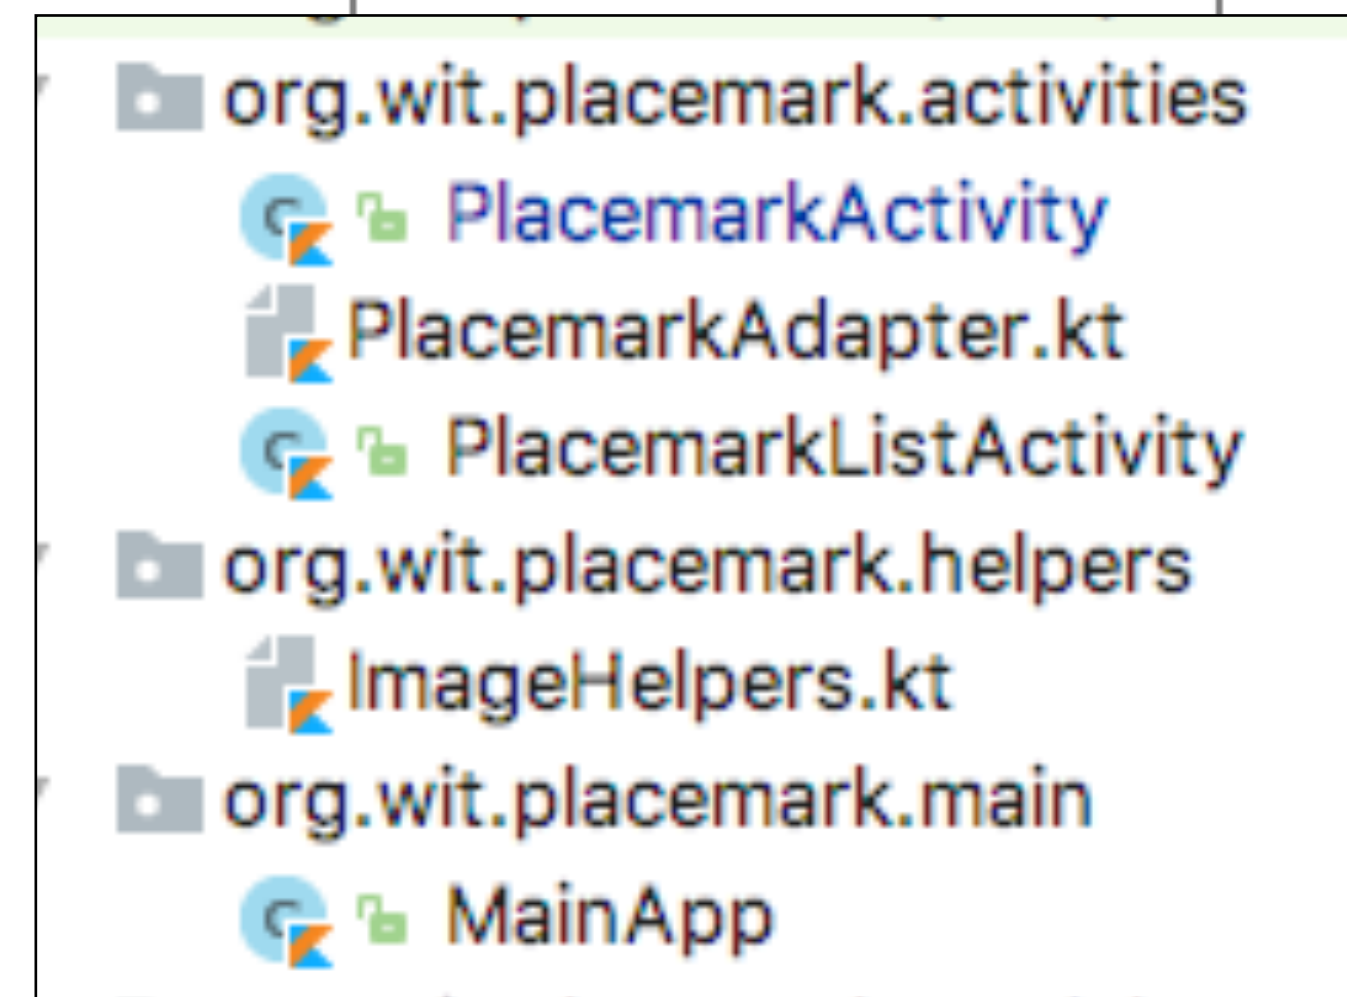 org.wit.placemark.activities
PlacemarkActivity
PlacemarkAdapter.kt
PlacemarkListActivity
org.wit.placemark.helpers
ImageHelpers.kt
org.wit.placemark.main
MainApp